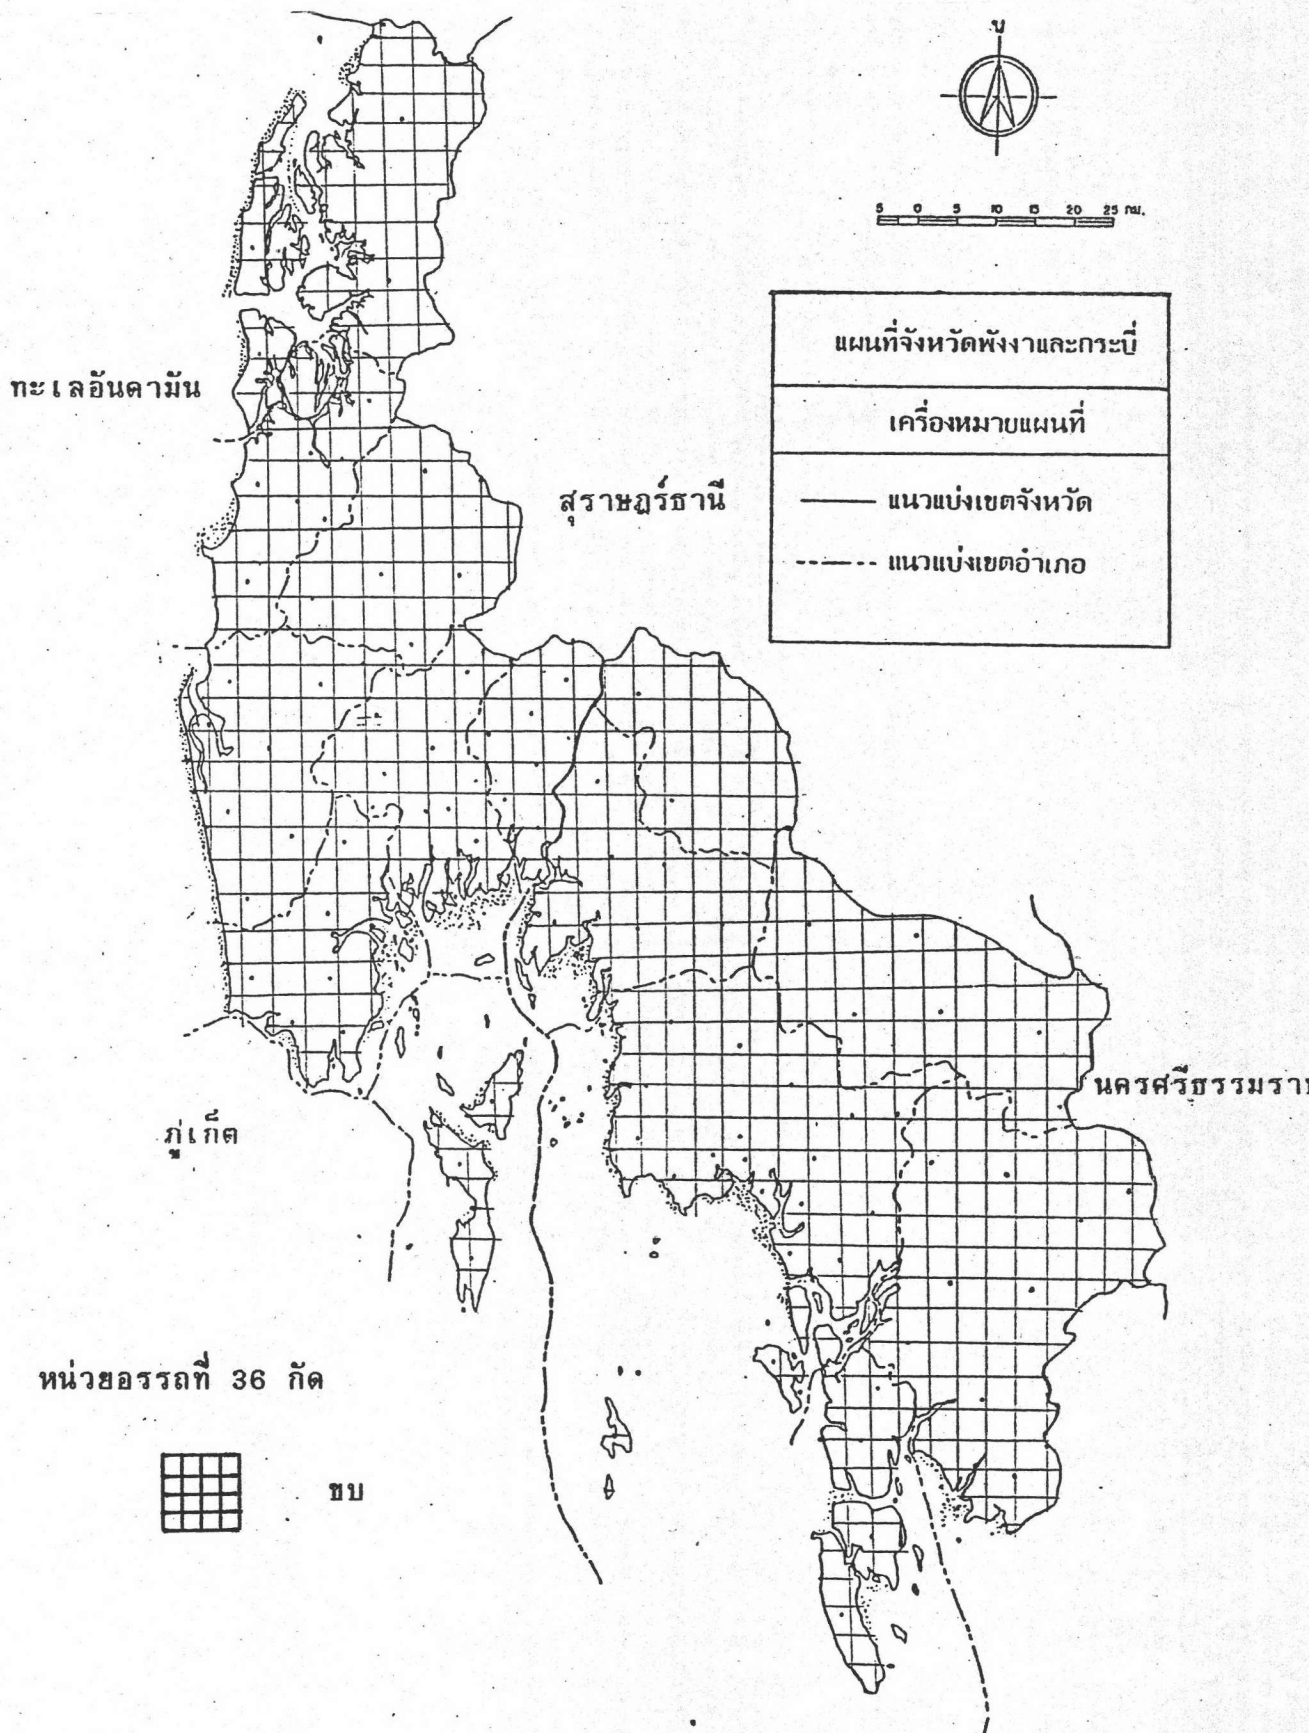 น
5 0 5 10 15 20 25 กม.
แผนที่จังหวัดพังงาและกระบี่
เครื่องหมายแผนที่
แนวแบ่งเขตจังหวัด
แนวแบ่งเขตอำเภอ
ทะเลอันดามัน
สุราษฎร์ธานี
นครศรีธรรมราช
ภูเก็ต
หน่วยอรรถที่ 36 กัด
ขบ